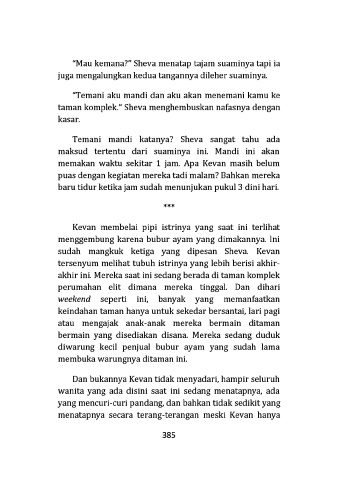 “Mau kemana?” Sheva menatap tajam suaminya tapi ia
juga mengalungkan kedua tangannya dileher suaminya.
“Temani aku mandi dan aku akan menemani kamu ke
taman komplek.” Sheva menghembuskan nafasnya dengan
kasar.
Temani mandi katanya? Sheva sangat tahu ada
maksud tertentu dari suaminya ini. Mandi ini akan
memakan waktu sekitar 1 jam. Apa Kevan masih belum
puas dengan kegiatan mereka tadi malam? Bahkan mereka
baru tidur ketika jam sudah menunjukan pukul 3 dini hari.
***
Kevan membelai pipi istrinya yang saat ini terlihat
menggembung karena bubur ayam yang dimakannya. Ini
sudah mangkuk ketiga yang dipesan Sheva. Kevan
tersenyum melihat tubuh istrinya yang lebih berisi akhir-
akhir ini. Mereka saat ini sedang berada di taman komplek
perumahan elit dimana mereka tinggal. Dan dihari
weekend seperti ini, banyak yang memanfaatkan
keindahan taman hanya untuk sekedar bersantai, lari pagi
atau mengajak anak-anak mereka bermain ditaman
bermain yang disediakan disana. Mereka sedang duduk
diwarung kecil penjual bubur ayam yang sudah lama
membuka warungnya ditaman ini.
Dan bukannya Kevan tidak menyadari, hampir seluruh
wanita yang ada disini saat ini sedang menatapnya, ada
yang mencuri-curi pandang, dan bahkan tidak sedikit yang
menatapnya secara terang-terangan meski Kevan hanya
385